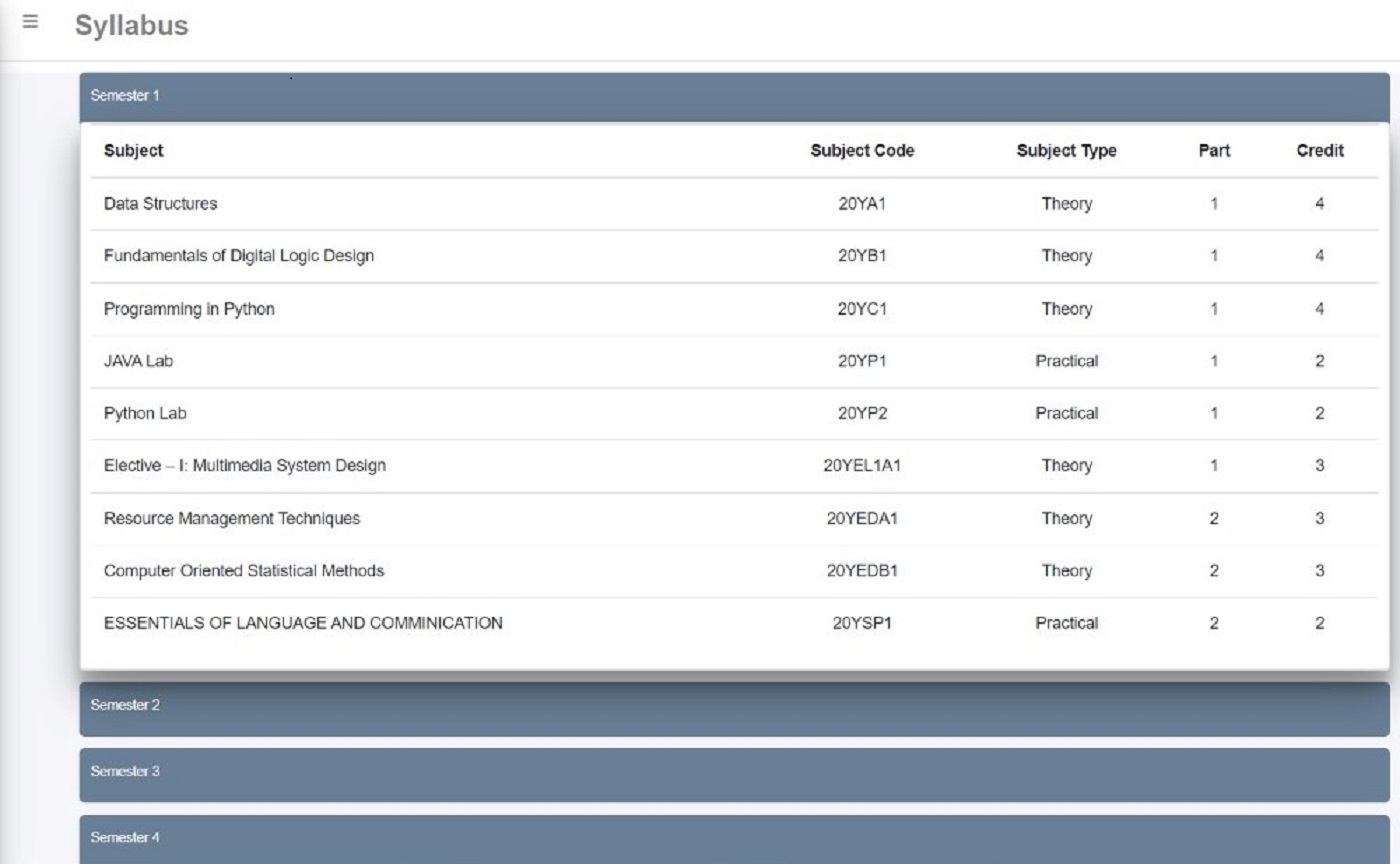 Syllabus
Semester 1
Subject Subject Code Subject Type Part Credit
Data Structures 20YA1 Theory 1 4
Fundamentals of Digital Logic Design 20YB1 Theory 1 4
Programming in Python 20YC1 Theory 1 4
JAVA Lab 20YP1 Practical 1 2
Python Lab 20YP2 Practical 1 2
Elective – I: Multimedia System Design 20YEL1A1 Theory 1 3
Resource Management Techniques 20YEDA1 Theory 2 3
Computer Oriented Statistical Methods 20YEDB1 Theory 2 3
ESSENTIALS OF LANGUAGE AND COMMINICATION 20YSP1 Practical 2 2
Semester 2
Semester 3
Semester 4